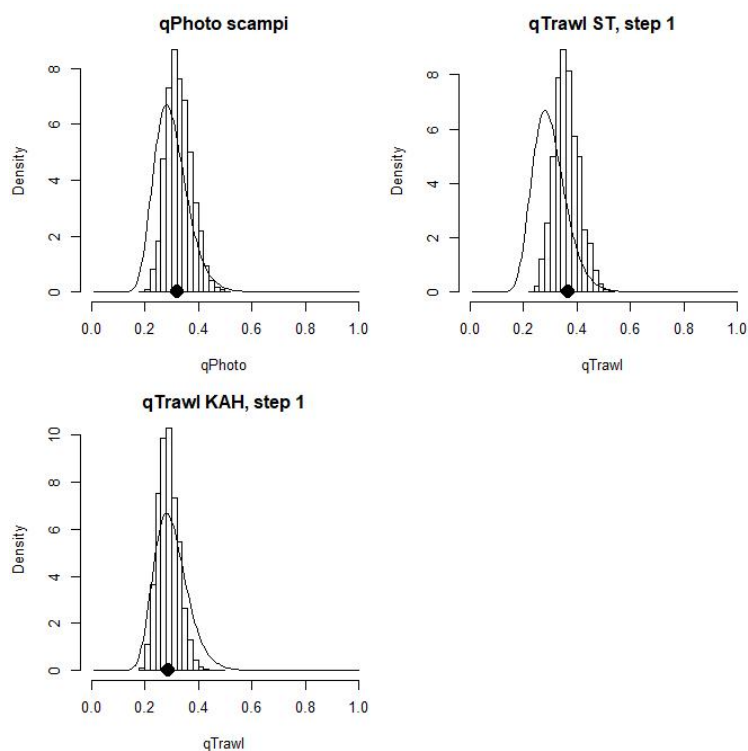 qPhoto scampi
Density
0 2 4 6 8
0.0 0.2 0.4 0.6 0.8 1.0
qPhoto
qTrawl ST, step 1
Density
0 2 4 6 8
0.0 0.2 0.4 0.6 0.8 1.0
qTrawl
qTrawl KAH, step 1
Density
0 2 4 6 8 10
0.0 0.2 0.4 0.6 0.8 1.0
qTrawl